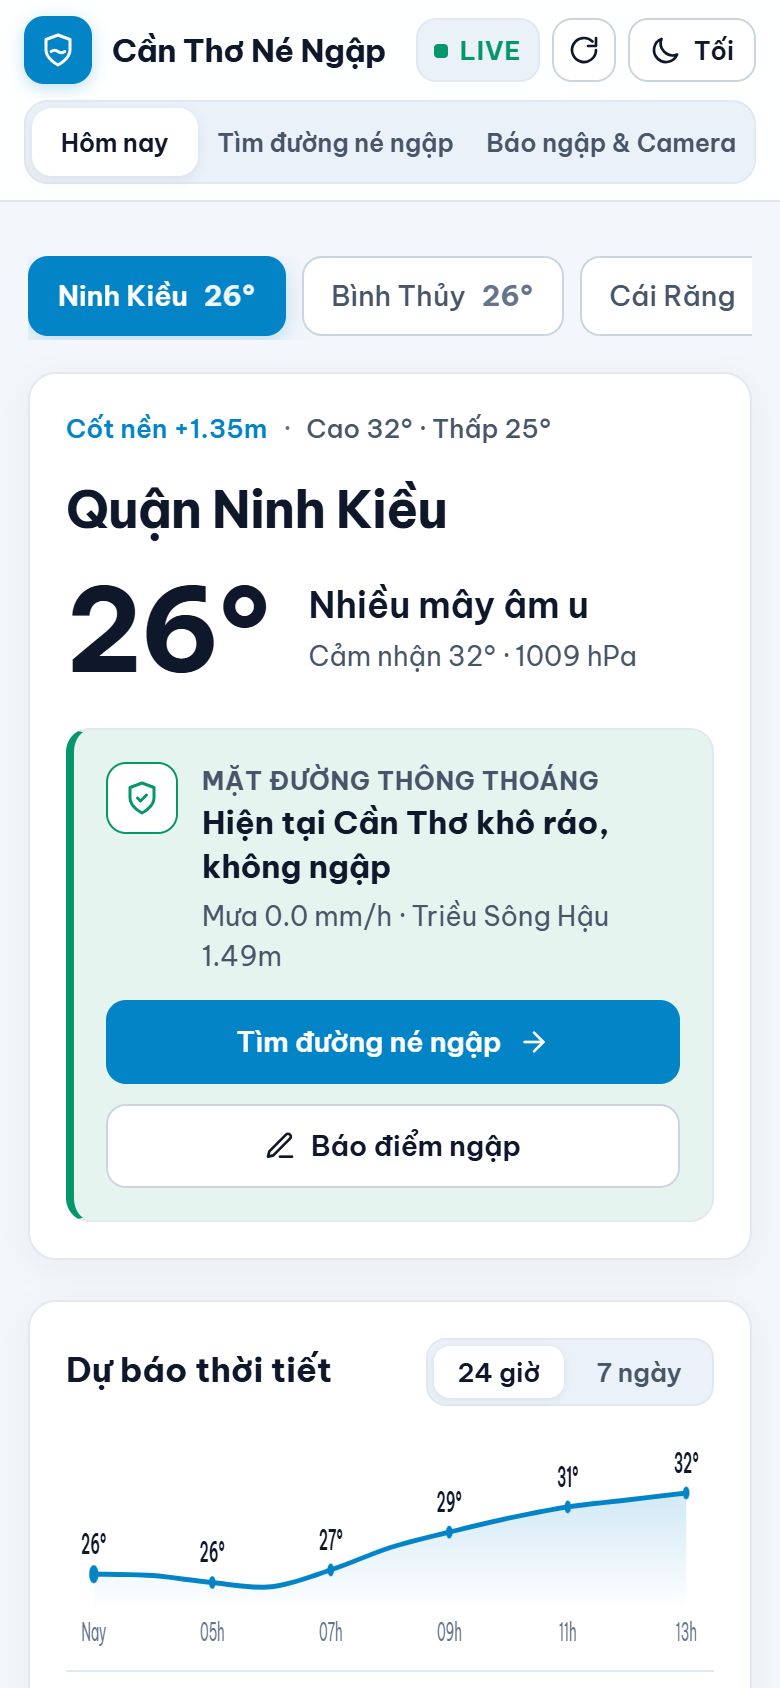 Cần Thơ Né Ngập
LIVE
Tối
Hôm nay
Tìm đường né ngập
Báo ngập & Camera
Ninh Kiều 26°
Bình Thủy 26°
Cái Răng
Cốt nền +1.35m · Cao 32° · Thấp 25°
Quận Ninh Kiều
26°
Nhiều mây âm u
Cảm nhận 32° · 1009 hPa
MẶT ĐƯỜNG THÔNG THOÁNG
Hiện tại Cần Thơ khô ráo,
không ngập
Mưa 0.0 mm/h · Triều Sông Hậu
1.49m
Tìm đường né ngập →
Báo điểm ngập
Dự báo thời tiết
24 giờ
7 ngày
26° 26° 27° 29° 31° 32°
Nay 05h 07h 09h 11h 13h